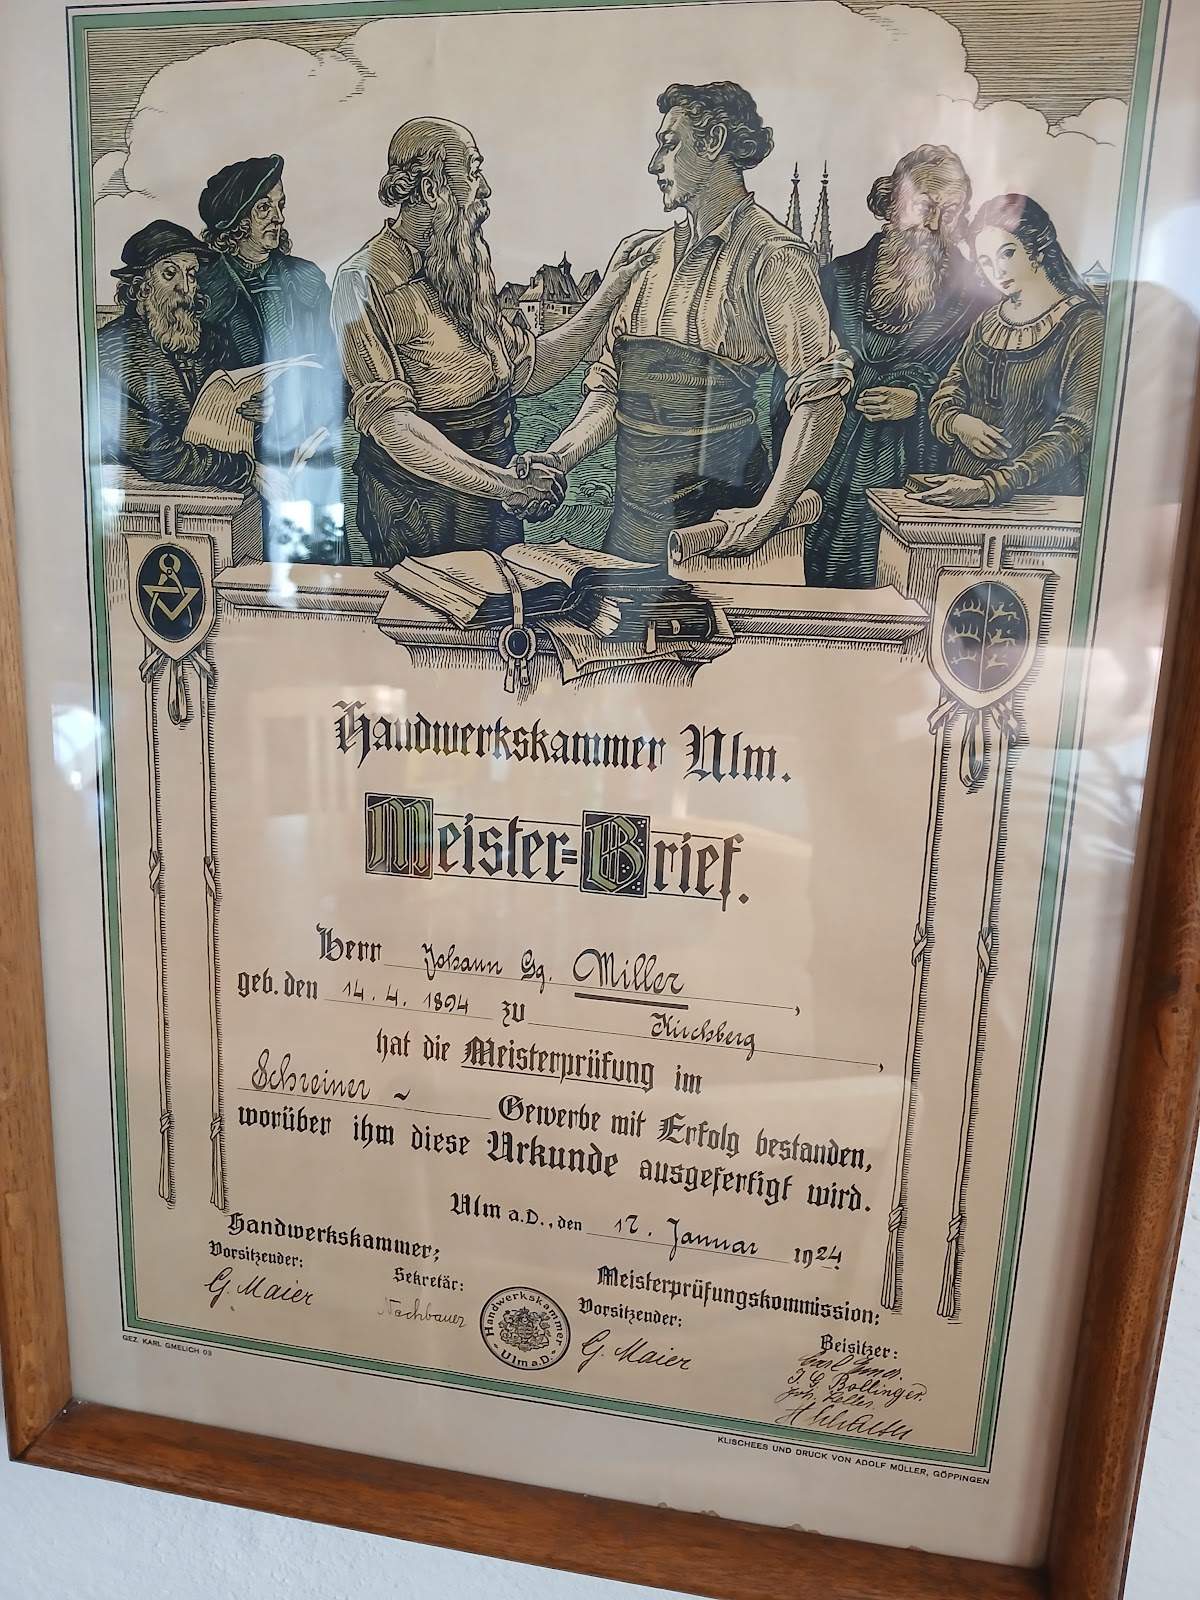 Handwerkskammer Ulm.
Meister=Brief.
Herr Johann Gg. Miller,
geb. den 14. 4. 1894 zu Kirchberg,
hat die Meisterprüfung im
Schreiner ~ Gewerbe mit Erfolg bestanden,
worüber ihm diese Urkunde ausgefertigt wird.
Ulm a.D., den 17. Januar 1924
Handwerkskammer;
Vorsitzender:
Sekretär:
G. Maier
Nachbauer
Handwerkskammer
Ulm a.D.
Meisterprüfungskommission;
Vorsitzender:
Beisitzer:
G. Maier
J. G. Bollinger.
GEZ. KARL GMELICH 03
KLISCHEES UND DRUCK VON ADOLF MÜLLER, GÖPPINGEN